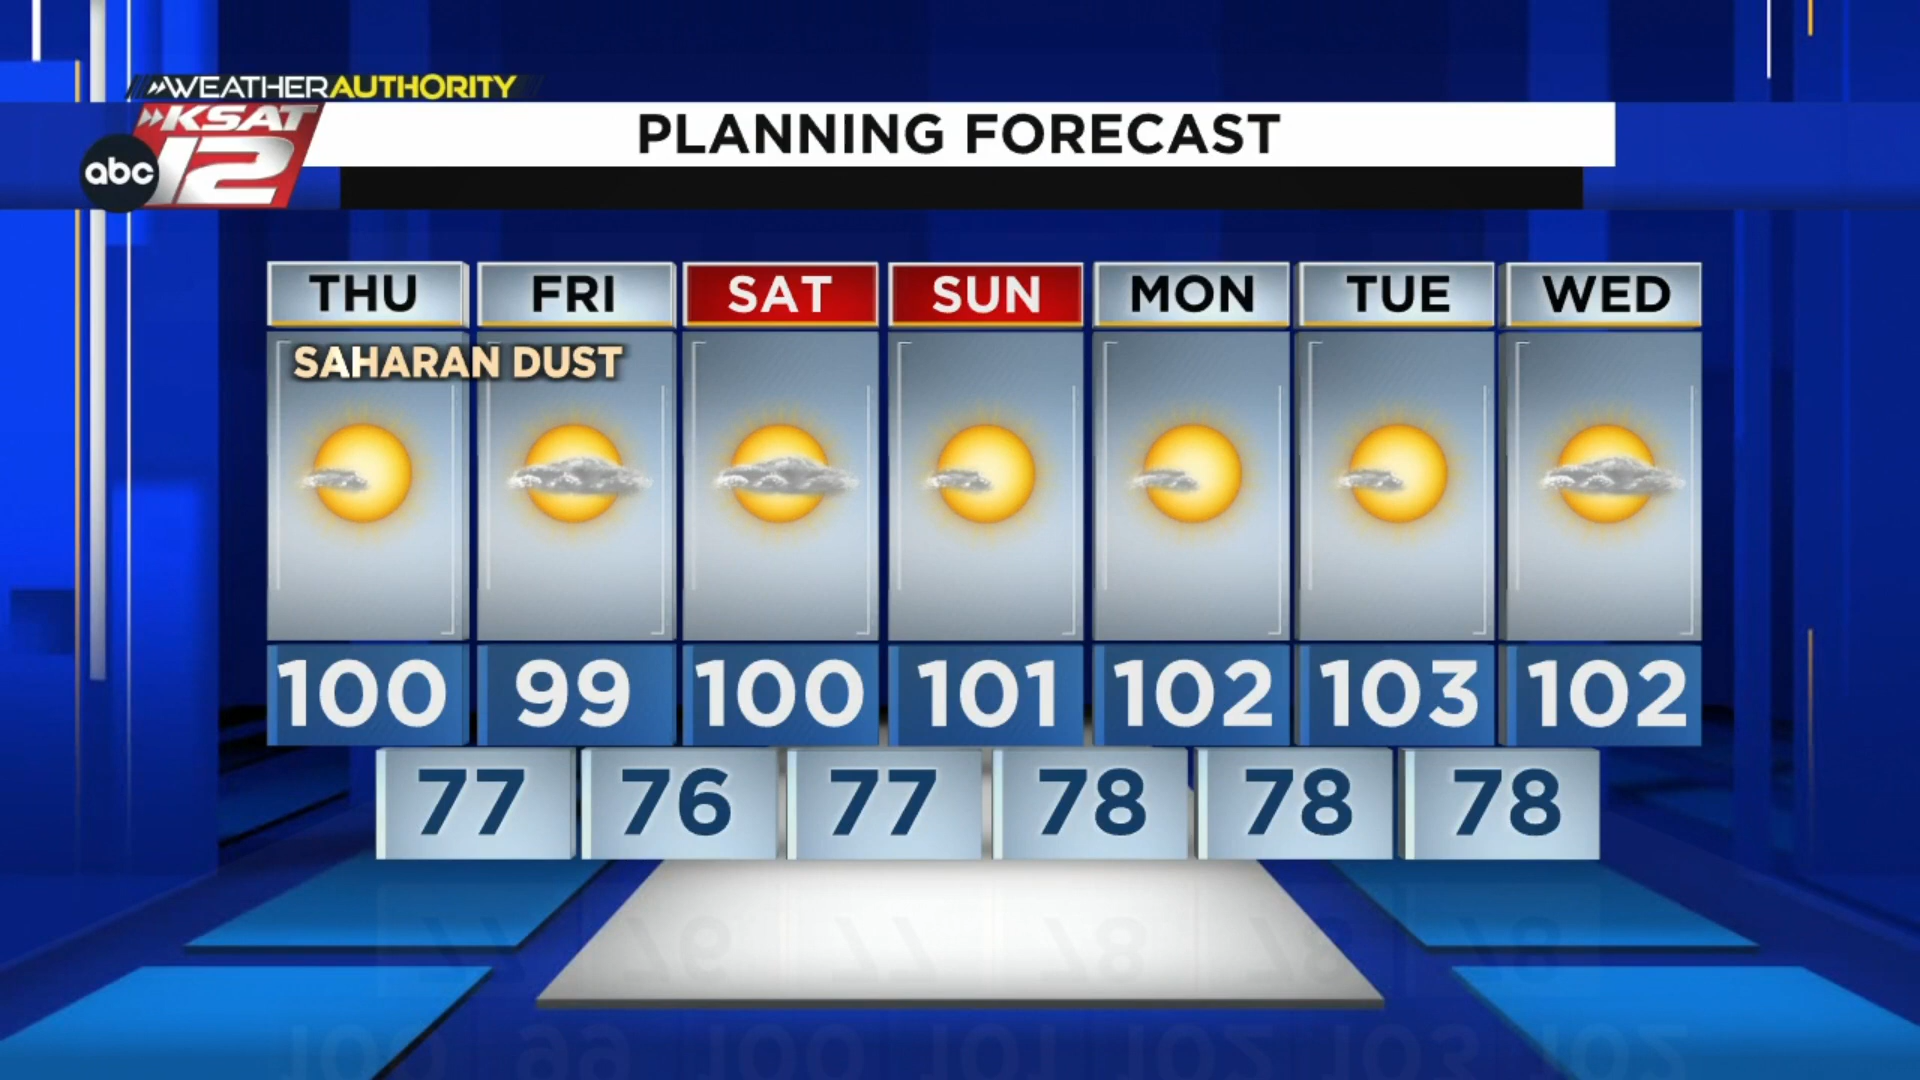 WEATHERAUTHORITY
KSAT
12
abc
PLANNING FORECAST
THU FRI SAT SUN MON TUE WED
SAHARAN DUST
100 99 100 101 102 103 102
77 76 77 78 78 78